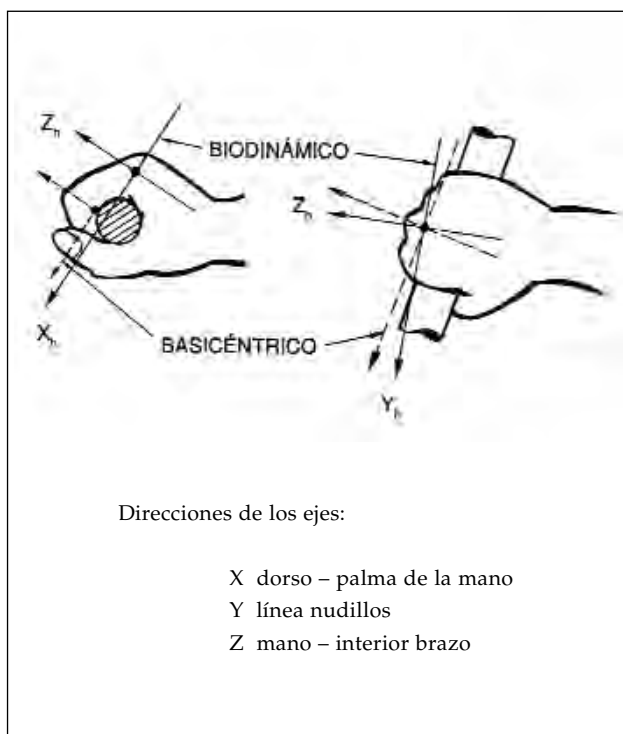 Z_h
BIODINÁMICO
Z_h
X_h
BASICÉNTRICO
Y_h
Direcciones de los ejes:
X dorso – palma de la mano
Y línea nudillos
Z mano – interior brazo